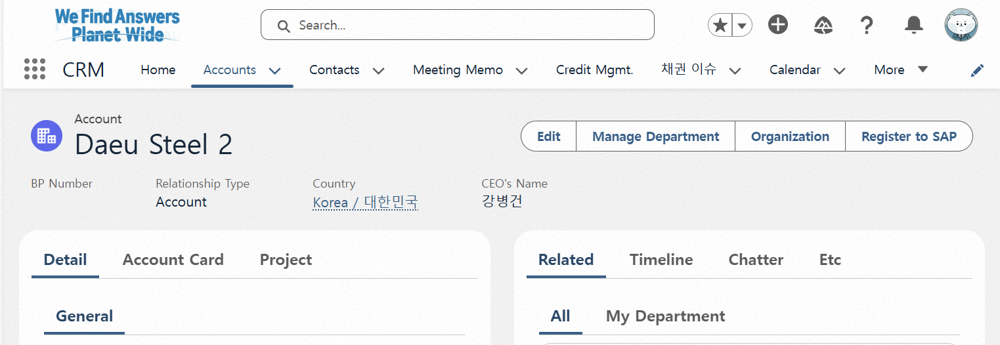 We Find Answers
Planet Wide
Search...
CRM
Home
Accounts
Contacts
Meeting Memo
Credit Mgmt.
채권 이슈
Calendar
More
Account
Daeu Steel 2
Edit
Manage Department
Organization
Register to SAP
BP Number
Relationship Type
Country
CEO's Name
Account
Korea / 대한민국
강병건
Detail
Account Card
Project
Related
Timeline
Chatter
Etc
General
All
My Department